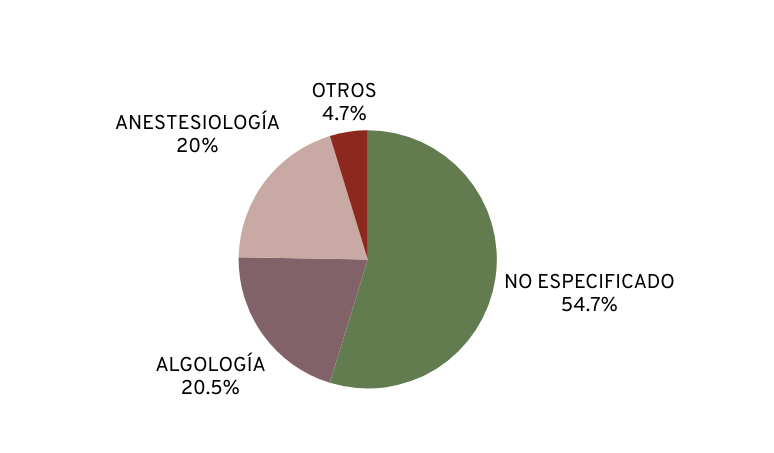 OTROS
4.7%
ANESTESIOLOGÍA
20%
NO ESPECIFICADO
54.7%
ALGOLOGÍA
20.5%